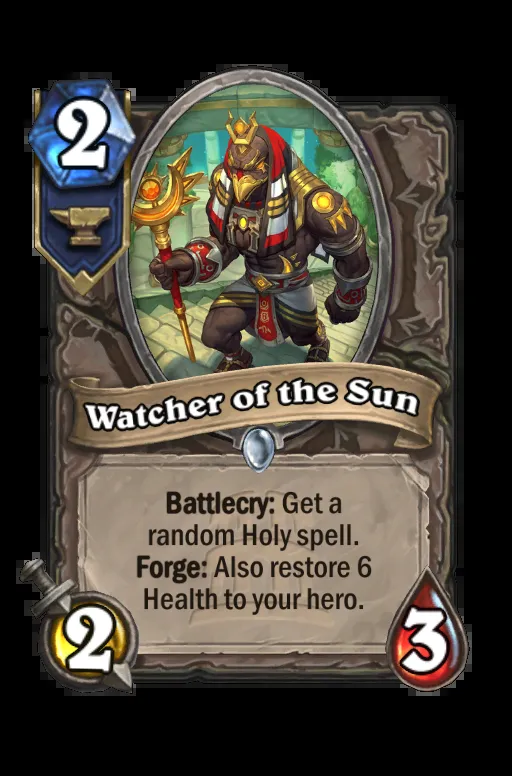 2
Watcher of the Sun
Battlecry: Get a
random Holy spell.
Forge: Also restore 6
Health to your hero.
2
3